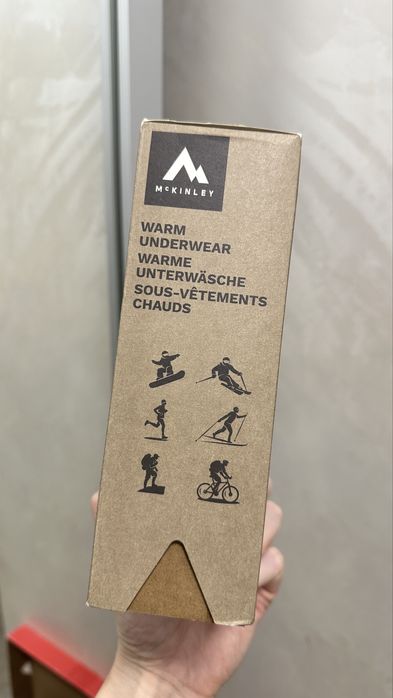 McKINLEY
WARM
UNDERWEAR
WARME
UNTERWÄSCHE
SOUS-VÊTEMENTS
CHAUDS